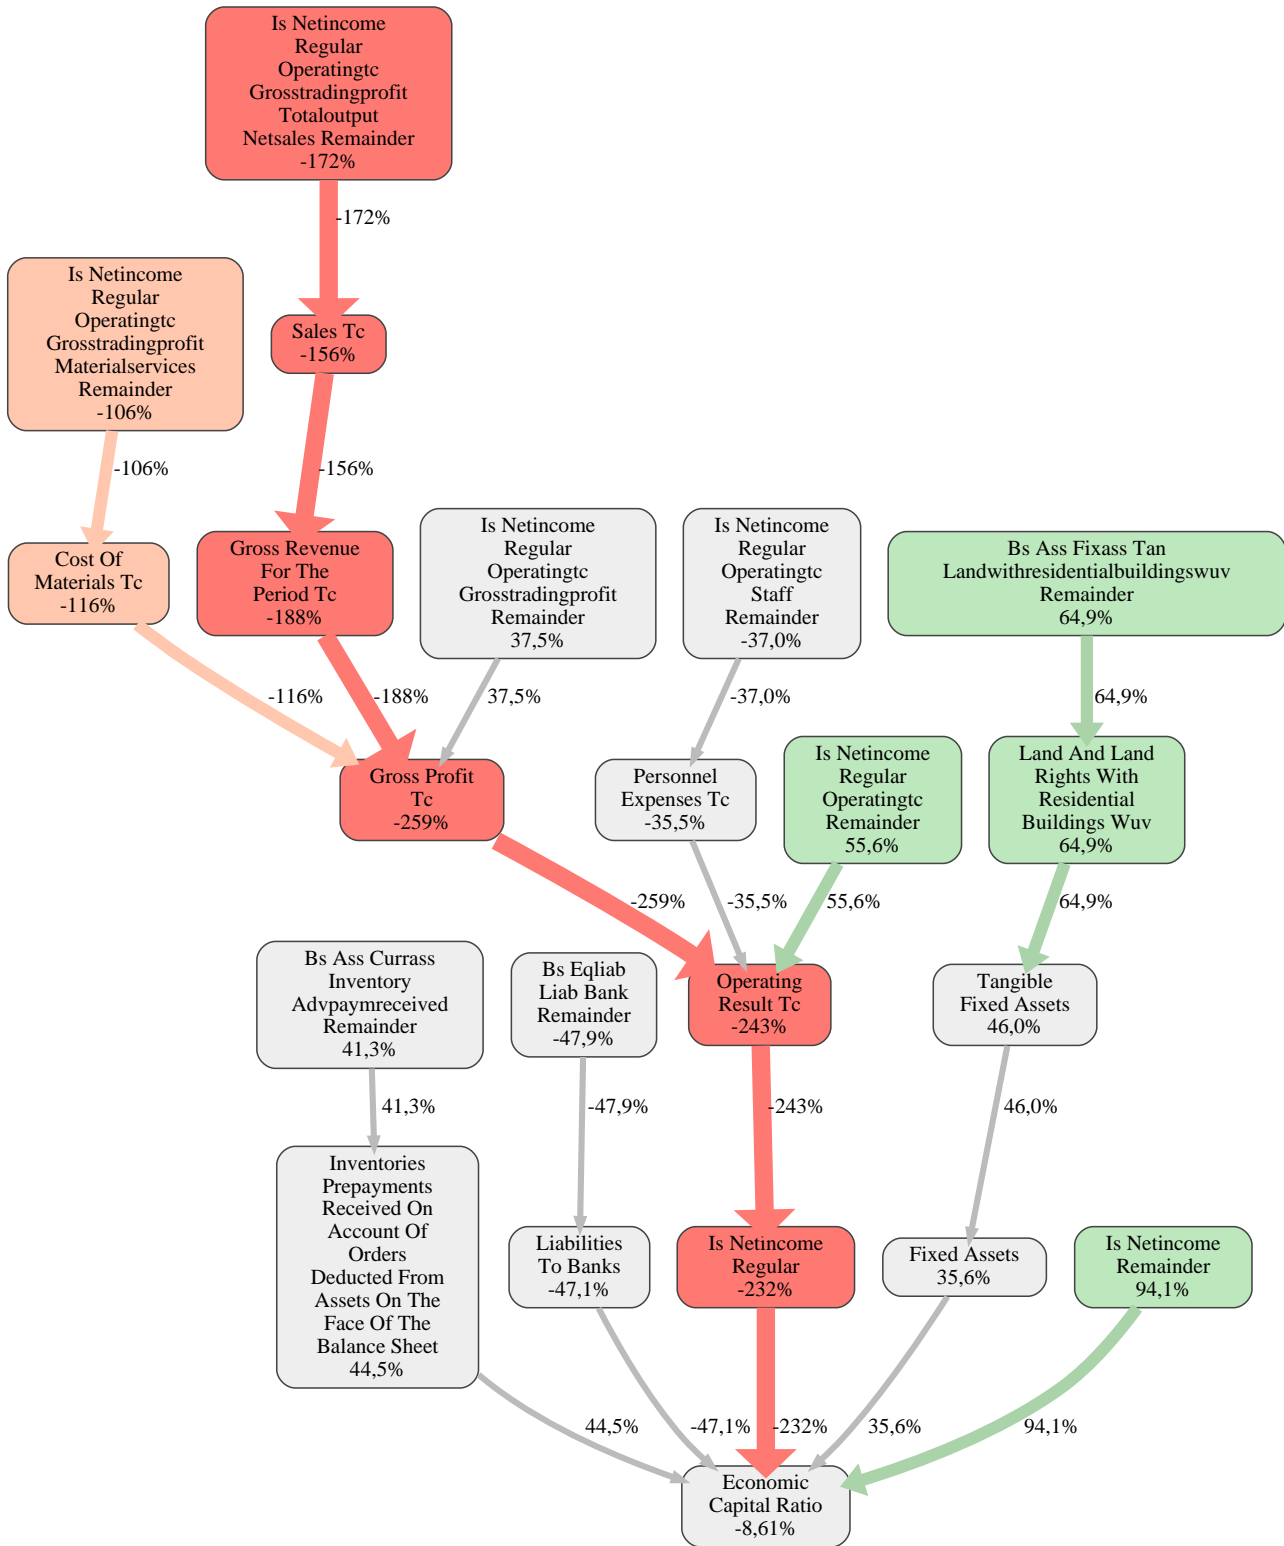 Is Netincome
Regular
Operatingtc
Grosstradingprofit
Totaloutput
Netsales Remainder
-172%
-172%
Is Netincome
Regular
Operatingtc
Grosstradingprofit
Materialservices
Remainder
-106%
Sales Tc
-156%
-106%
-156%
Cost Of
Materials Tc
-116%
Gross Revenue
For The
Period Tc
-188%
Is Netincome
Regular
Operatingtc
Grosstradingprofit
Remainder
37,5%
Is Netincome
Regular
Operatingtc
Staff
Remainder
-37,0%
Bs Ass Fixass Tan
Landwithresidentialbuildingswuv
Remainder
64,9%
-116%
-188%
37,5%
-37,0%
64,9%
Gross Profit
Tc
-259%
Personnel
Expenses Tc
-35,5%
Is Netincome
Regular
Operatingtc
Remainder
55,6%
Land And Land
Rights With
Residential
Buildings Wuv
64,9%
-259%
-35,5%
55,6%
64,9%
Bs Ass Currass
Inventory
Advpaymreceived
Remainder
41,3%
Bs Eqliab
Liab Bank
Remainder
-47,9%
Operating
Result Tc
-243%
Tangible
Fixed Assets
46,0%
41,3%
-47,9%
-243%
46,0%
Inventories
Prepayments
Received On
Account Of
Orders
Deducted From
Assets On The
Face Of The
Balance Sheet
44,5%
Liabilities
To Banks
-47,1%
Is Netincome
Regular
-232%
Fixed Assets
35,6%
Is Netincome
Remainder
94,1%
44,5%
-47,1%
-232%
35,6%
94,1%
Economic
Capital Ratio
-8,61%